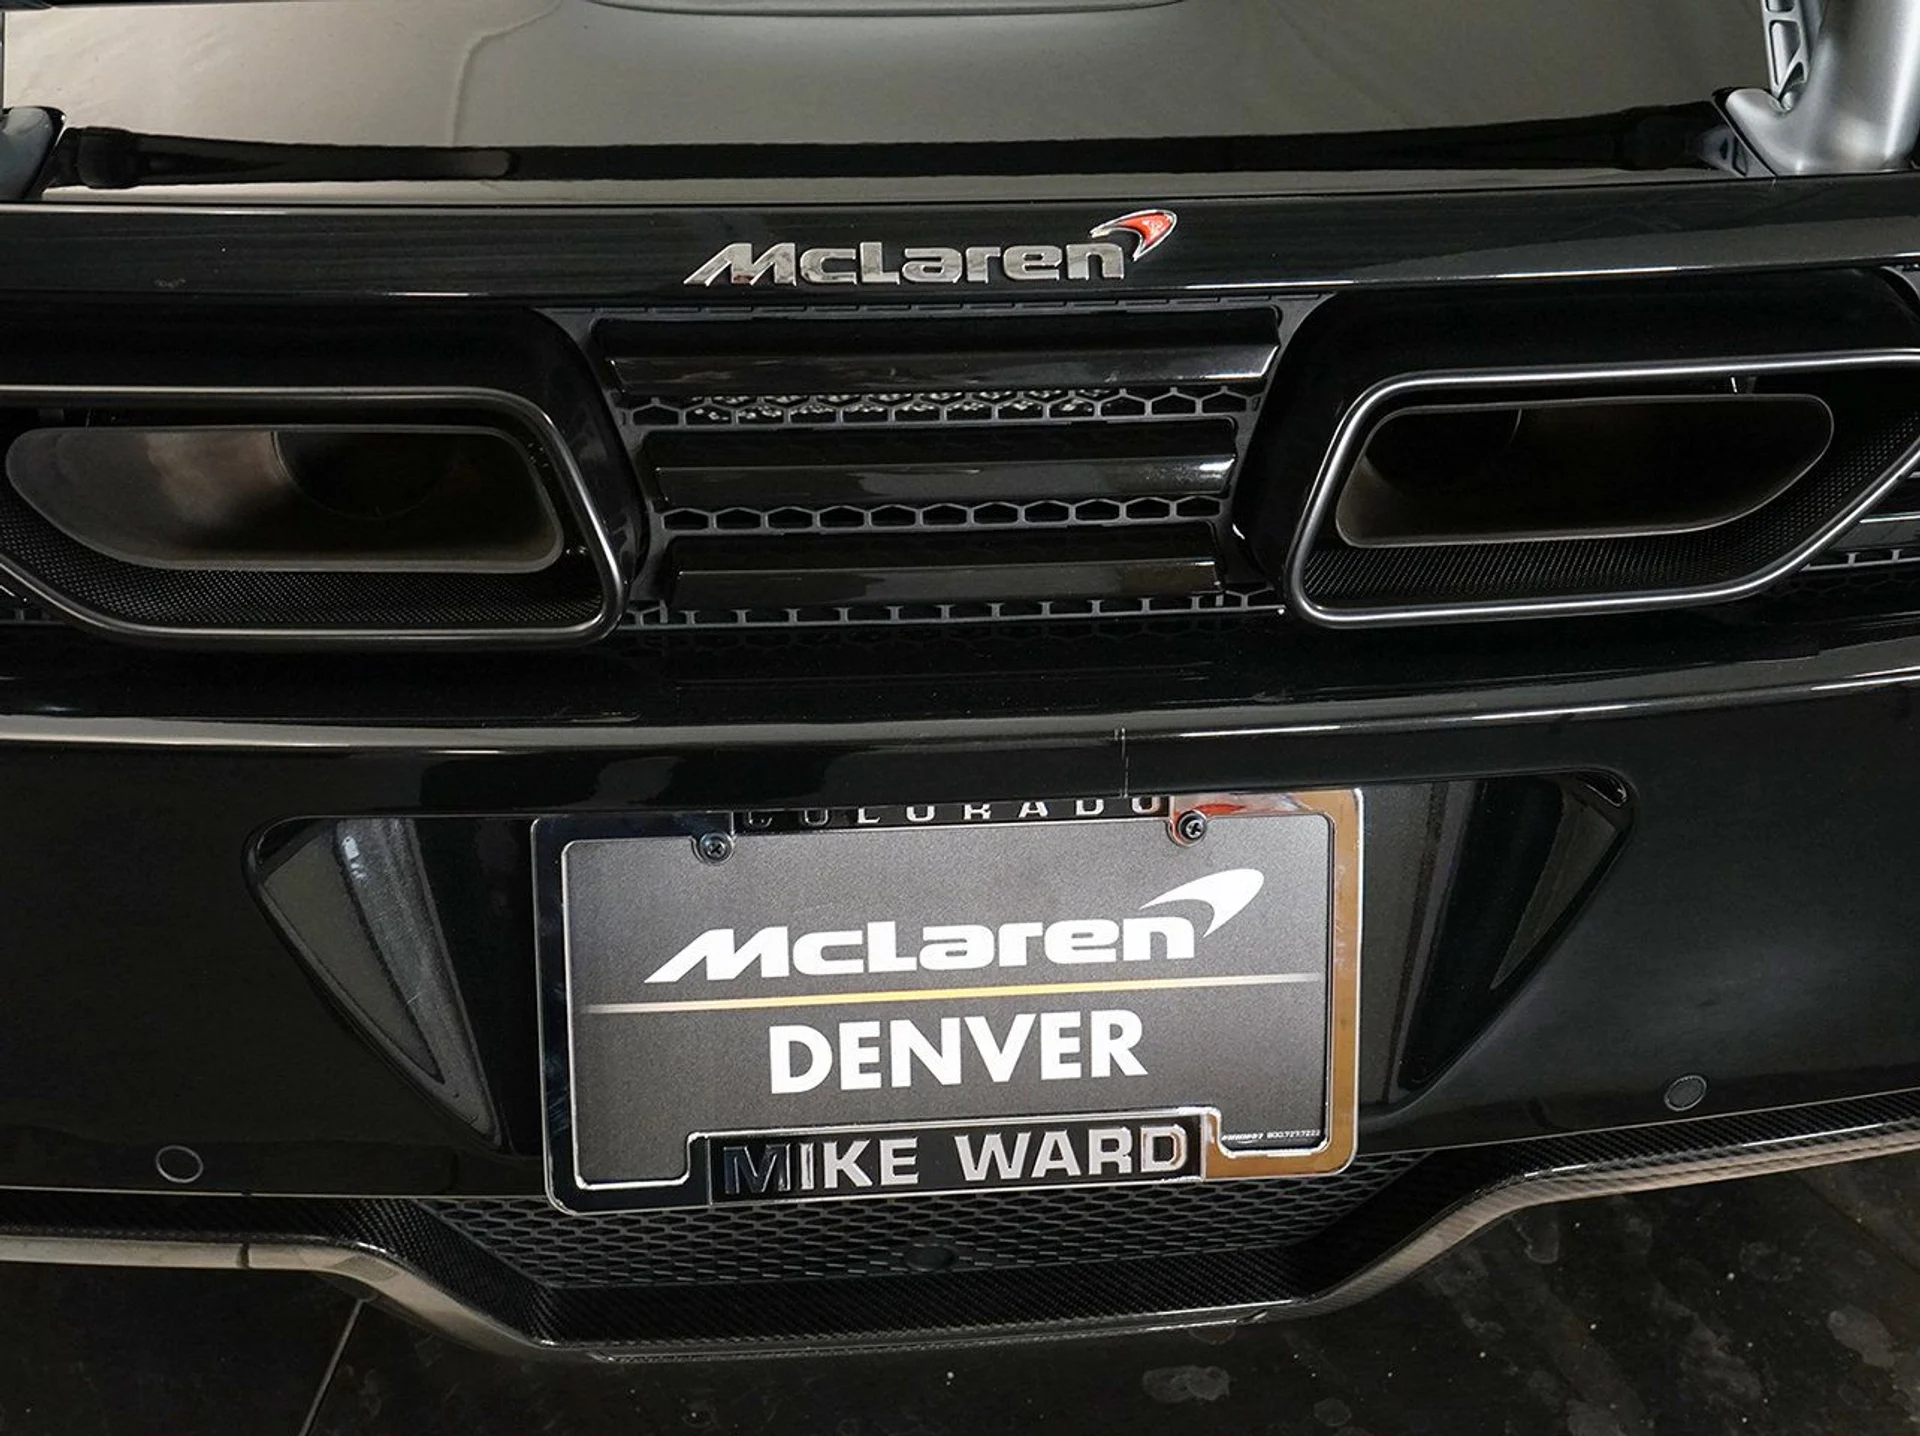 McLaren
COLORADO
McLaren
DENVER
MIKE WARD